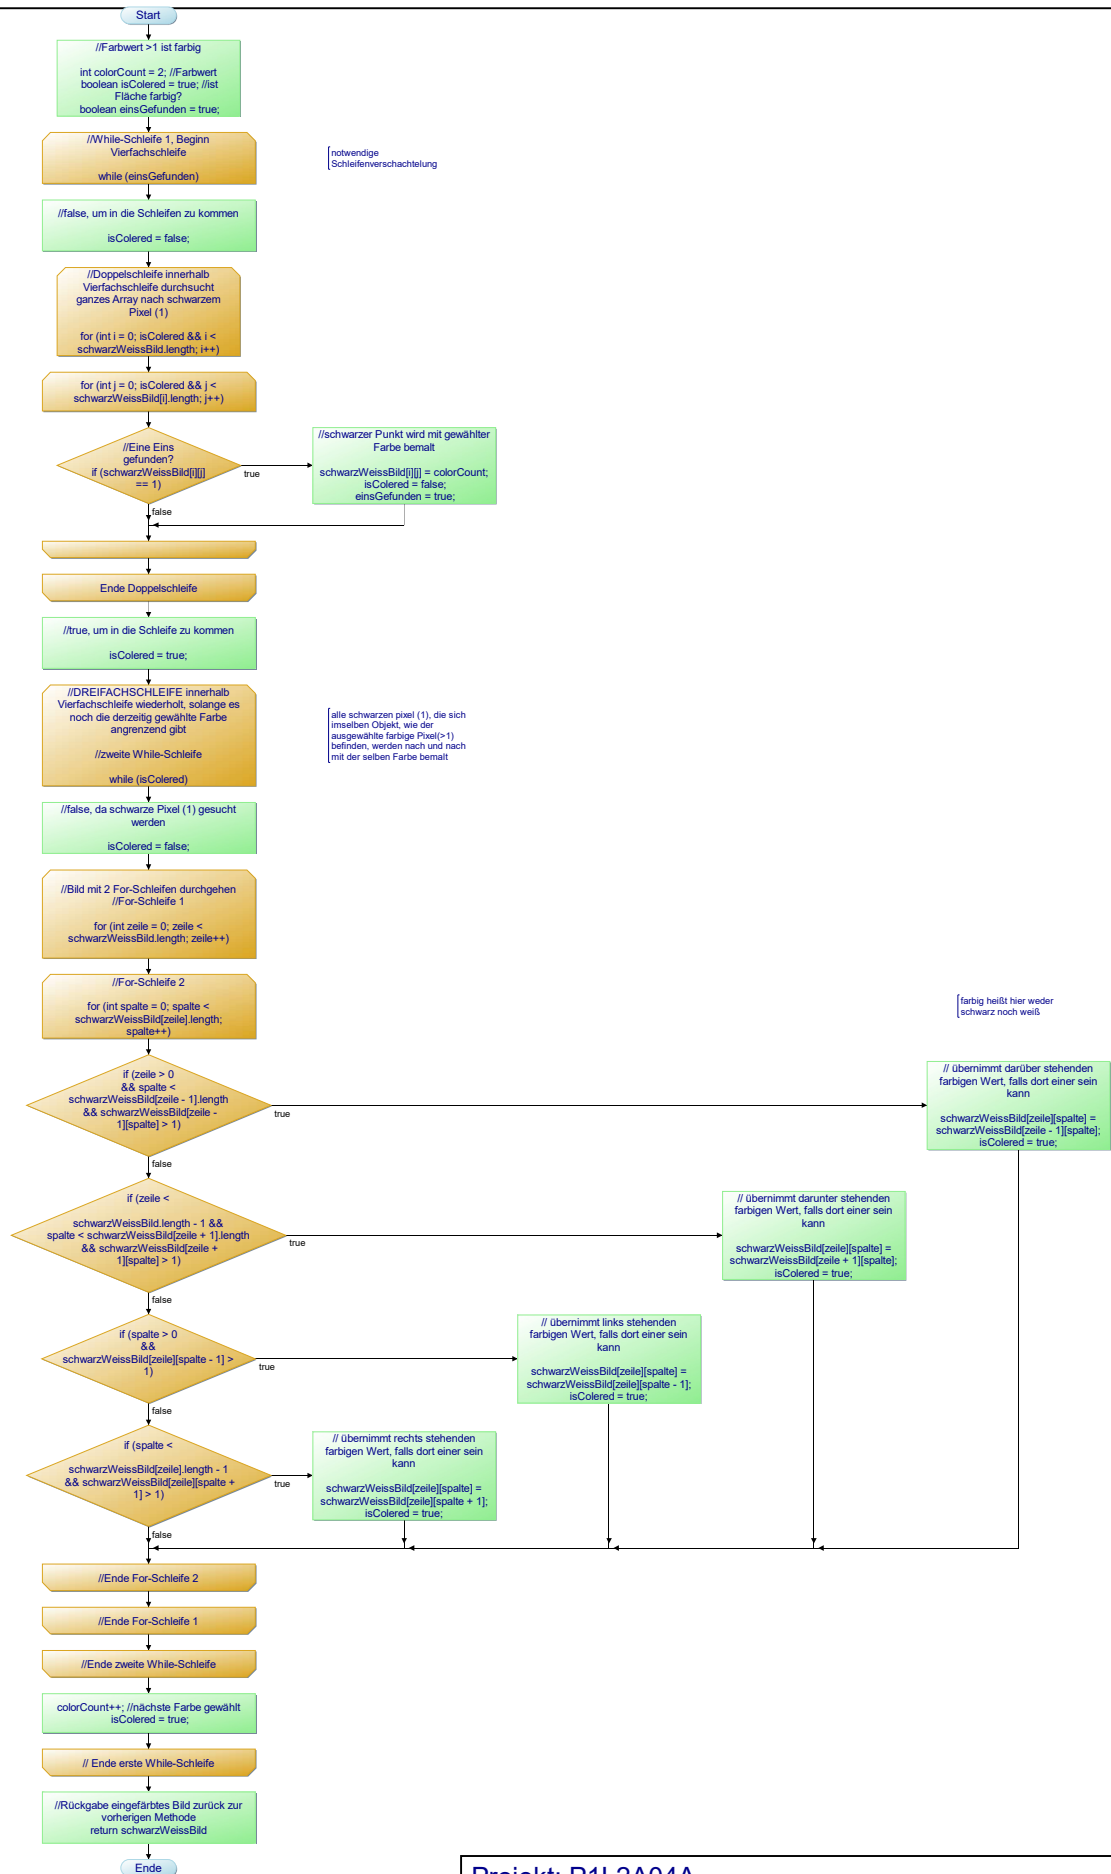 Start
//Farbwert >1 ist farbig
int colorCount = 2; //Farbwert
boolean isColered = true; //ist
Fläche farbig?
boolean einsGefunden = true;
//While-Schleife 1, Beginn
Vierfachschleife
while (einsGefunden)
notwendige
Schleifenverschachtelung
//false, um in die Schleifen zu kommen
isColered = false;
//Doppelschleife innerhalb
Vierfachschleife durchsucht
ganzes Array nach schwarzem
Pixel (1)
for (int i = 0; isColered && i <
schwarzWeissBild.length; i++)
for (int j = 0; isColered && j <
schwarzWeissBild[i].length; j++)
//Eine Eins
gefunden?
if (schwarzWeissBild[i][j]
== 1)
true
//schwarzer Punkt wird mit gewählter
Farbe bemalt
schwarzWeissBild[i][j] = colorCount;
isColered = false;
einsGefunden = true;
false
Ende Doppelschleife
//true, um in die Schleife zu kommen
isColered = true;
//DREIFACHSCHLEIFE innerhalb
Vierfachschleife wiederholt, solange es
noch die derzeitig gewählte Farbe
angrenzend gibt
//zweite While-Schleife
while (isColered)
alle schwarzen pixel (1), die sich
imselben Objekt, wie der
ausgewählte farbige Pixel(>1)
befinden, werden nach und nach
mit der selben Farbe bemalt
//false, da schwarze Pixel (1) gesucht
werden
isColered = false;
//Bild mit 2 For-Schleifen durchgehen
//For-Schleife 1
for (int zeile = 0; zeile <
schwarzWeissBild.length; zeile++)
//For-Schleife 2
for (int spalte = 0; spalte <
schwarzWeissBild[zeile].length;
spalte++)
farbig heißt hier weder
schwarz noch weiß
if (zeile > 0
&& spalte <
schwarzWeissBild[zeile - 1].length
&& schwarzWeissBild[zeile -
1][spalte] > 1)
true
// übernimmt darüber stehenden
farbigen Wert, falls dort einer sein
kann
schwarzWeissBild[zeile][spalte] =
schwarzWeissBild[zeile - 1][spalte];
isColered = true;
false
if (zeile <
schwarzWeissBild.length - 1 &&
spalte < schwarzWeissBild[zeile + 1].length
&& schwarzWeissBild[zeile +
1][spalte] > 1)
true
// übernimmt darunter stehenden
farbigen Wert, falls dort einer sein
kann
schwarzWeissBild[zeile][spalte] =
schwarzWeissBild[zeile + 1][spalte];
isColered = true;
false
if (spalte > 0
&&
schwarzWeissBild[zeile][spalte - 1] >
1)
true
// übernimmt links stehenden
farbigen Wert, falls dort einer sein
kann
schwarzWeissBild[zeile][spalte] =
schwarzWeissBild[zeile][spalte - 1];
isColered = true;
false
if (spalte <
schwarzWeissBild[zeile].length - 1
&& schwarzWeissBild[zeile][spalte +
1] > 1)
true
// übernimmt rechts stehenden
farbigen Wert, falls dort einer sein
kann
schwarzWeissBild[zeile][spalte] =
schwarzWeissBild[zeile][spalte + 1];
isColered = true;
false
//Ende For-Schleife 2
//Ende For-Schleife 1
//Ende zweite While-Schleife
colorCount++; //nächste Farbe gewählt
isColered = true;
// Ende erste While-Schleife
//Rückgabe eingefärbtes Bild zurück zur
vorherigen Methode
return schwarzWeissBild
Ende
Projekt: P1L2A04A